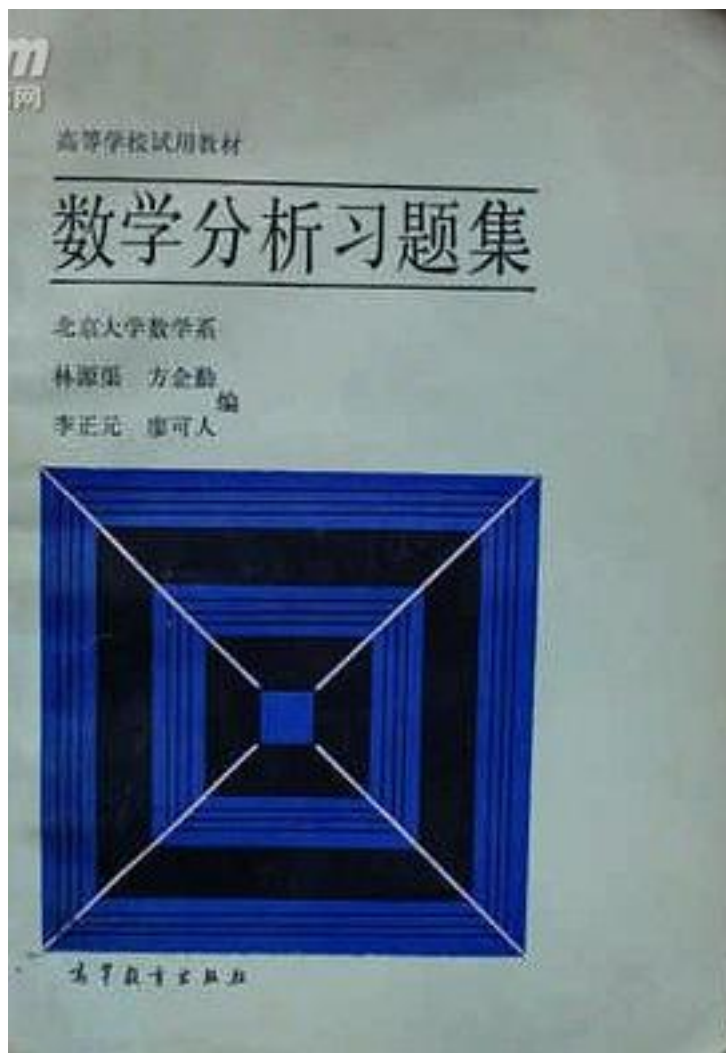 m
网
高等学校试用教材
数学分析习题集
北京大学数学系
林源渠 方企勤
编
李正元 廖可人
高等教育出版社